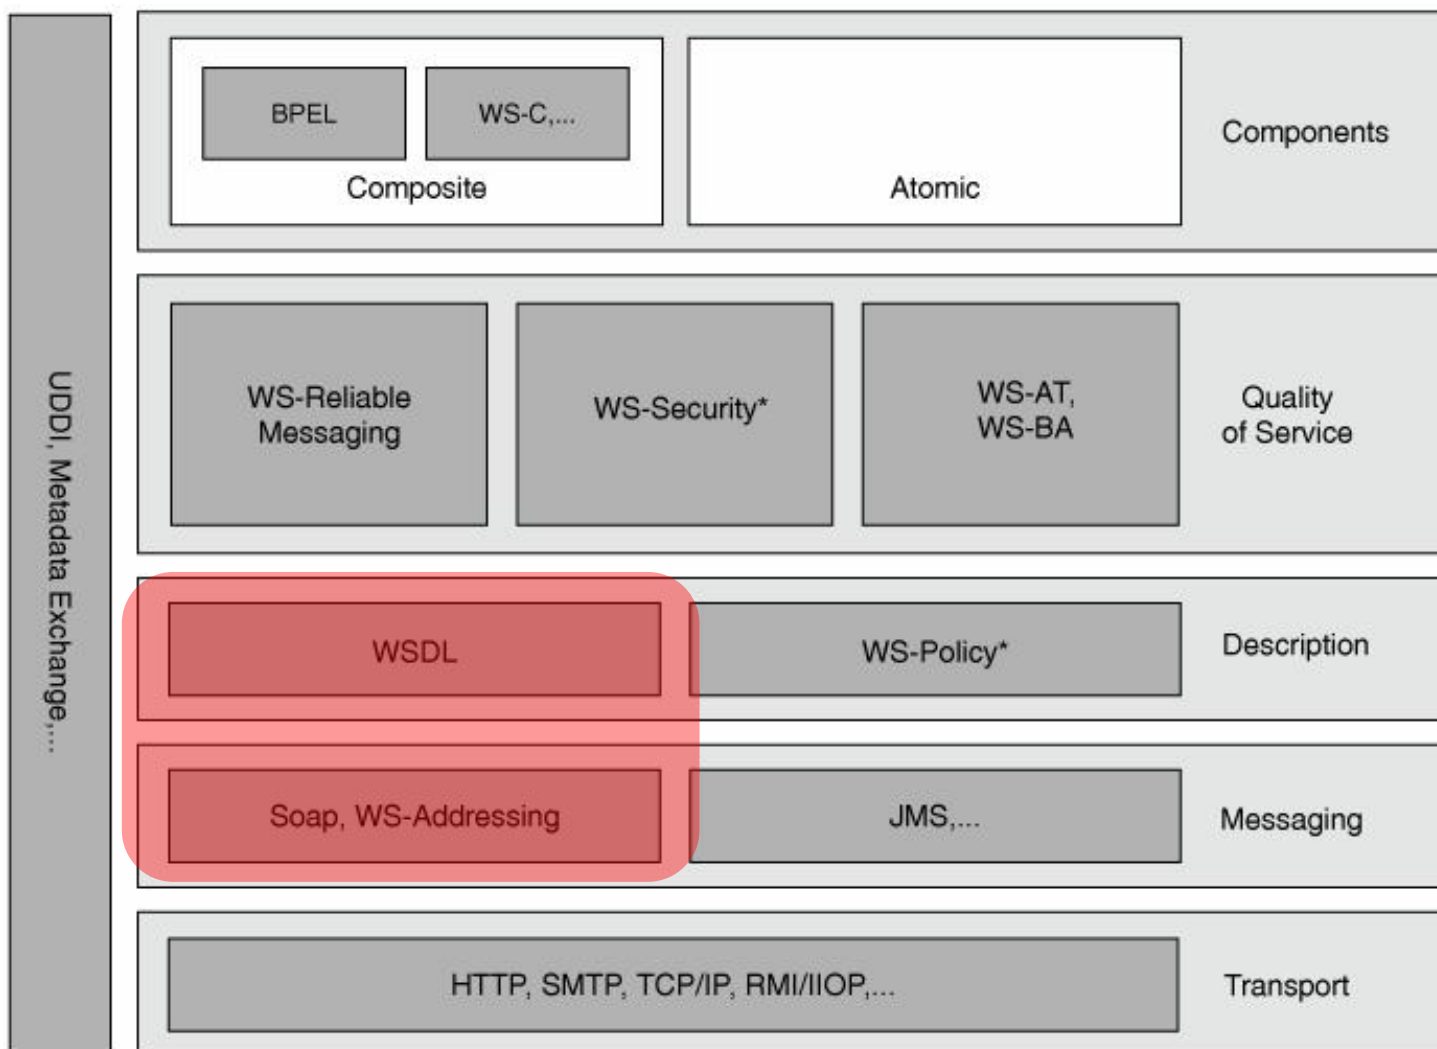 UDDI, Metadata Exchange,...
BPEL
WS-C,...
Composite
Atomic
Components
WS-Reliable
Messaging
WS-Security*
WS-AT,
WS-BA
Quality
of Service
WSDL
WS-Policy*
Description
Soap, WS-Addressing
JMS,...
Messaging
HTTP, SMTP, TCP/IP, RMI/IIOP,...
Transport